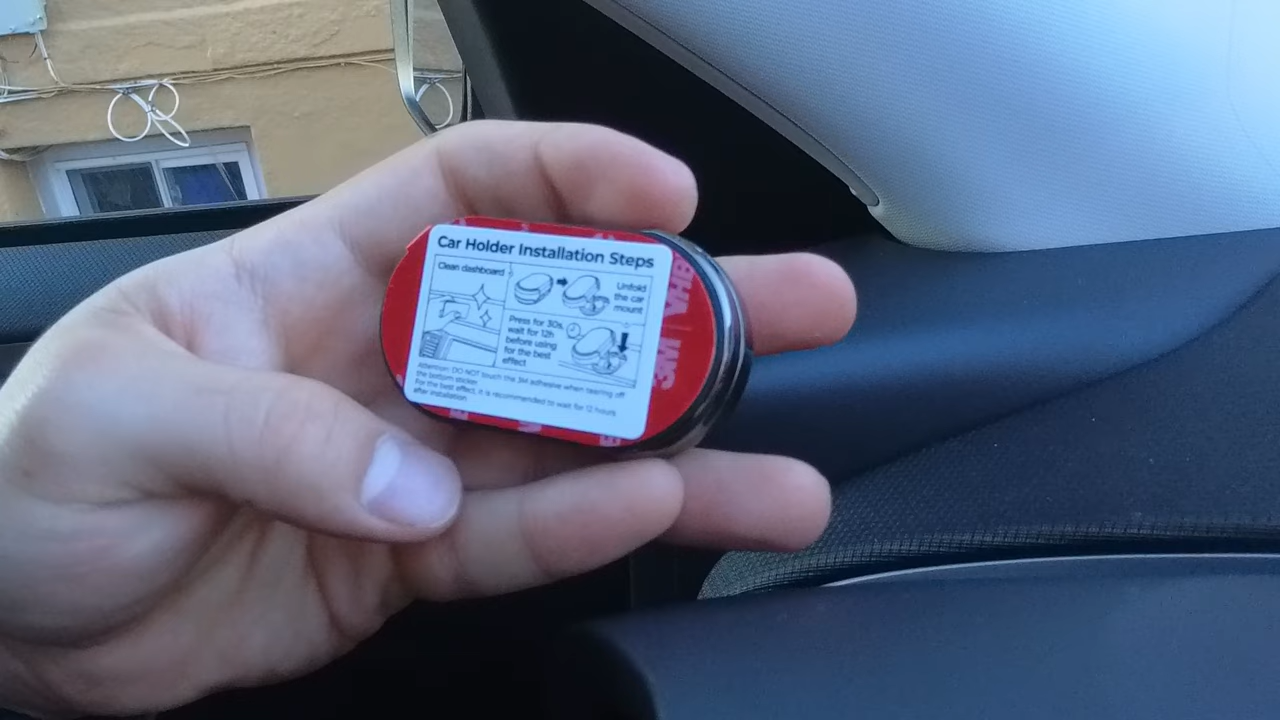 Car Holder Installation Steps
Clean dashboard
Unfold
the car
mount
Press for 30s,
wait for 12h
before using
for the best
effect
Attention: DO NOT touch the 3M adhesive when tearing off
the bottom sticker
For the best effect, it is recommended to wait for 12 hours
after installation
3M VHB